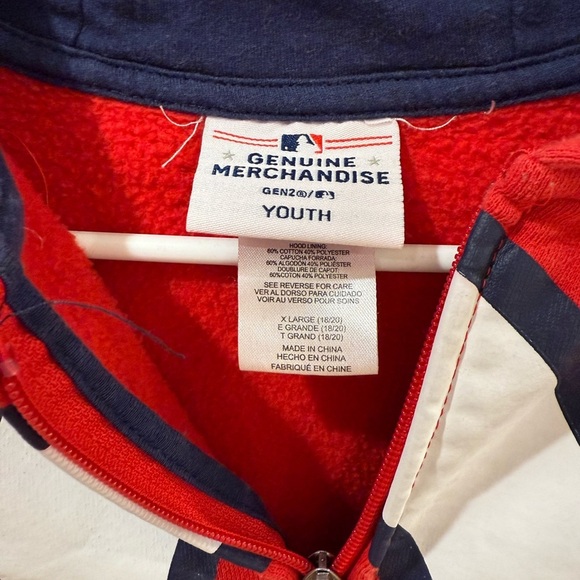 GENUINE
MERCHANDISE
GEN2®/
YOUTH
HOOD LINING:
60% COTTON 40% POLYESTER
CAPUCHA FORRADA:
60% ALGODÓN 40% POLIÉSTER
DOUBLURE DE CAPOT:
60%COTON 40% POLYESTER
SEE REVERSE FOR CARE
VER AL DORSO PARA CUIDADO
VOIR AU VERSO POUR SOINS
X LARGE (18/20)
E GRANDE (18/20)
T GRAND (18/20)
MADE IN CHINA
HECHO EN CHINA
FABRIQUÉ EN CHINE